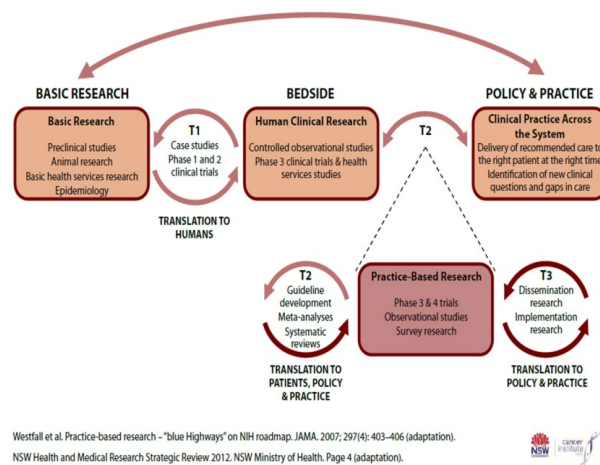 BASIC RESEARCH
BEDSIDE
POLICY & PRACTICE
Basic Research
Preclinical studies
Animal research
Basic health services research
Epidemiology
T1
Case studies
Phase 1 and 2
clinical trials
TRANSLATION TO
HUMANS
Human Clinical Research
Controlled observational studies
Phase 3 clinical trials & health
services studies
T2
Clinical Practice Across
the System
Delivery of recommended care to
the right patient at the right time
Identification of new clinical
questions and gaps in care
T2
Guideline
development
Meta-analyses
Systematic
reviews
TRANSLATION TO
PATIENTS, POLICY
& PRACTICE
Practice-Based Research
Phase 3 & 4 trials
Observational studies
Survey research
T3
Dissemination
research
Implementation
research
TRANSLATION TO
POLICY & PRACTICE
Westfall et al. Practice-based research – "blue Highways" on NIH roadmap. JAMA. 2007; 297(4): 403–406 (adaptation).
NSW Health and Medical Research Strategic Review 2012. NSW Ministry of Health. Page 4 (adaptation).
NSW
cancer
institute